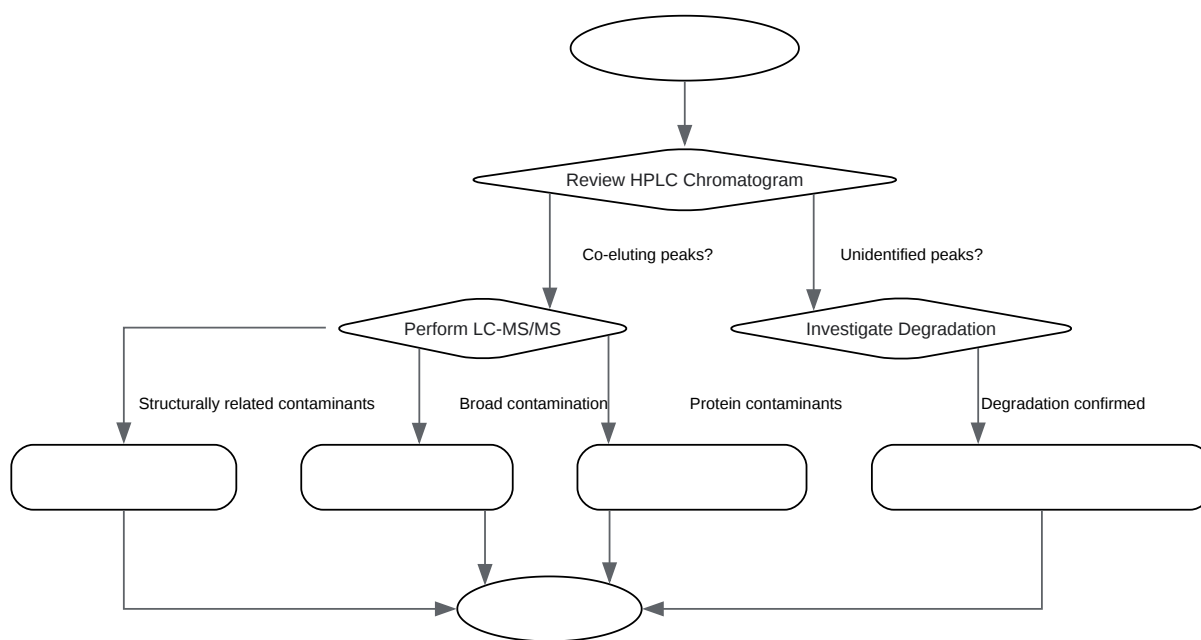 Review HPLC Chromatogram
Co-eluting peaks?
Unidentified peaks?
Perform LC-MS/MS
Investigate Degradation
Structurally related contaminants
Broad contamination
Protein contaminants
Degradation confirmed